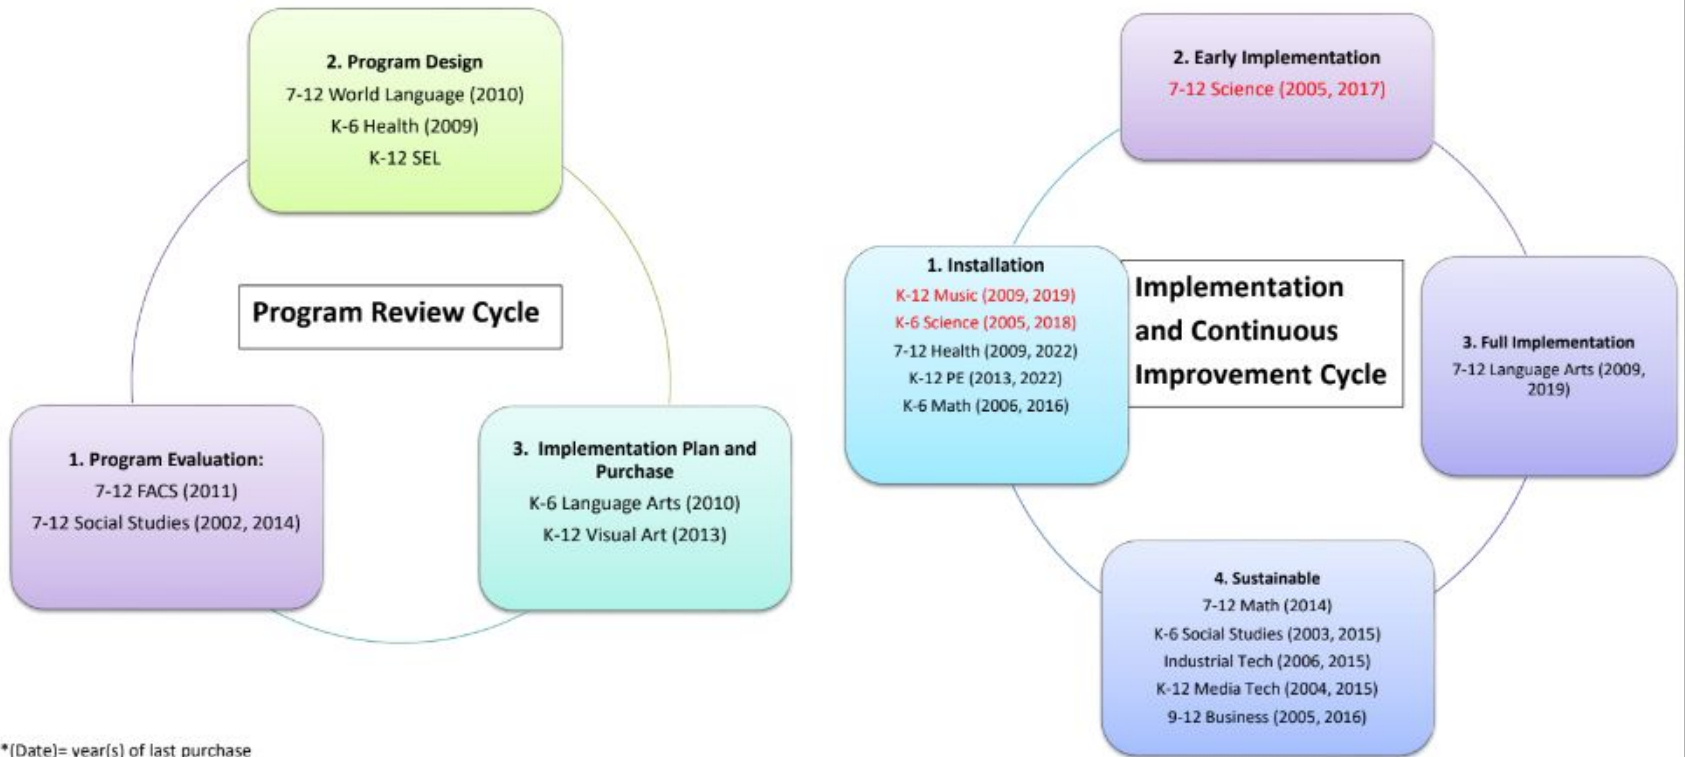 2. Program Design
7-12 World Language (2010)
K-6 Health (2009)
K-12 SEL
Program Review Cycle
1. Program Evaluation:
7-12 FACS (2011)
7-12 Social Studies (2002, 2014)
3. Implementation Plan and
Purchase
K-6 Language Arts (2010)
K-12 Visual Art (2013)
*(Date)= year(s) of last purchase
2. Early Implementation
7-12 Science (2005, 2017)
1. Installation
K-12 Music (2009, 2019)
K-6 Science (2005, 2018)
7-12 Health (2009, 2022)
K-12 PE (2013, 2022)
K-6 Math (2006, 2016)
Implementation
and Continuous
Improvement Cycle
3. Full Implementation
7-12 Language Arts (2009,
2019)
4. Sustainable
7-12 Math (2014)
K-6 Social Studies (2003, 2015)
Industrial Tech (2006, 2015)
K-12 Media Tech (2004, 2015)
9-12 Business (2005, 2016)